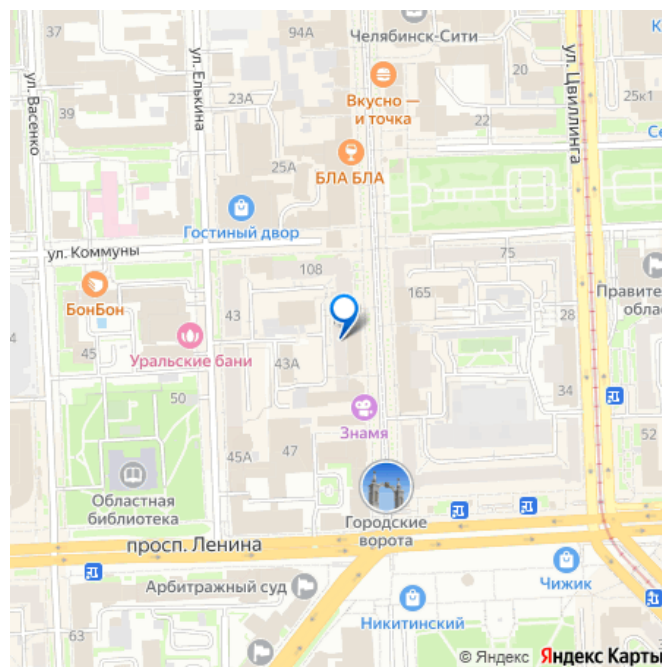 37
94А
Челябинск-Сити
ул. Цвиллинга
20
25к1
ул. Васенко
ул. Елькина
39
23А
Вкусно —
и точка
22
25А
БЛА БЛА
Гостиный двор
ул. Коммуны
108
75
165
БонБон
43
28
45
Уральские бани
43А
34
50
Знамя
52
45А
47
Областная
библиотека
Городские
ворота
просп. Ленина
Арбитражный суд
Чижик
Никитинский
63
© Яндекс Яндекс Карты